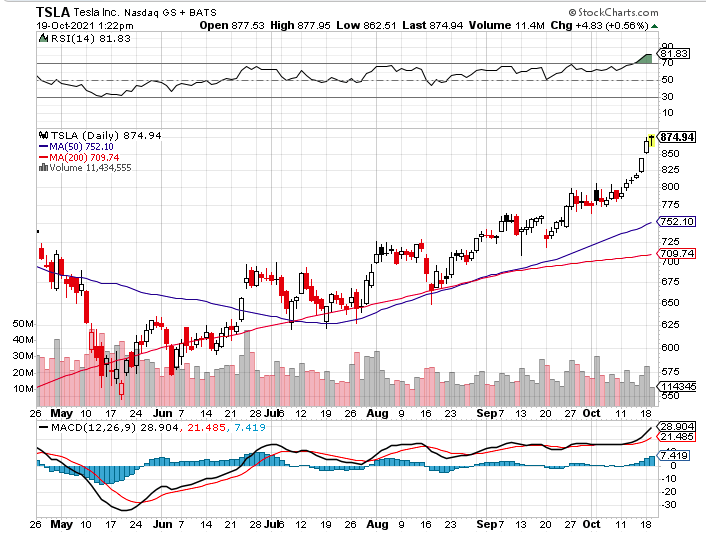 TSLA Tesla Inc. Nasdaq GS + BATS © StockCharts.com
19-Oct-2021 1:22pm Open 877.53 High 877.95 Low 862.51 Last 874.94 Volume 11.4M Chg +4.83 (+0.56%)
RSI(14) 81.83
90
81.83
70
50
30
10
TSLA (Daily) 874.94
MA(50) 752.10
MA(200) 709.74
Volume 11,434,555
874.94
850
825
800
775
752.10
725
709.74
700
675
650
625
600
575
550
50M
40M
30M
20M
10M
114345
26 May 10 17 24 Jun 7 14 21 28 Jul 6 12 19 26 Aug 9 16 23 Sep 7 13 20 27 Oct 11 18
MACD(12,26,9) 28.904, 21.485, 7.419
28.904
21.485
7.419
0
-10
-20
-30
26 May 10 17 24 Jun 7 14 21 28 Jul 6 12 19 26 Aug 9 16 23 Sep 7 13 20 27 Oct 11 18